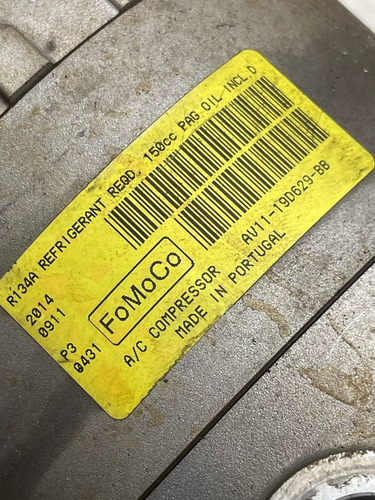 R134A REFRIGERANT REQD. 150cc PAG OIL INCL,D
2014
0911
P3
0431
FoMoCo
AV11-19D629-BB
A/C COMPRESSOR
MADE IN PORTUGAL